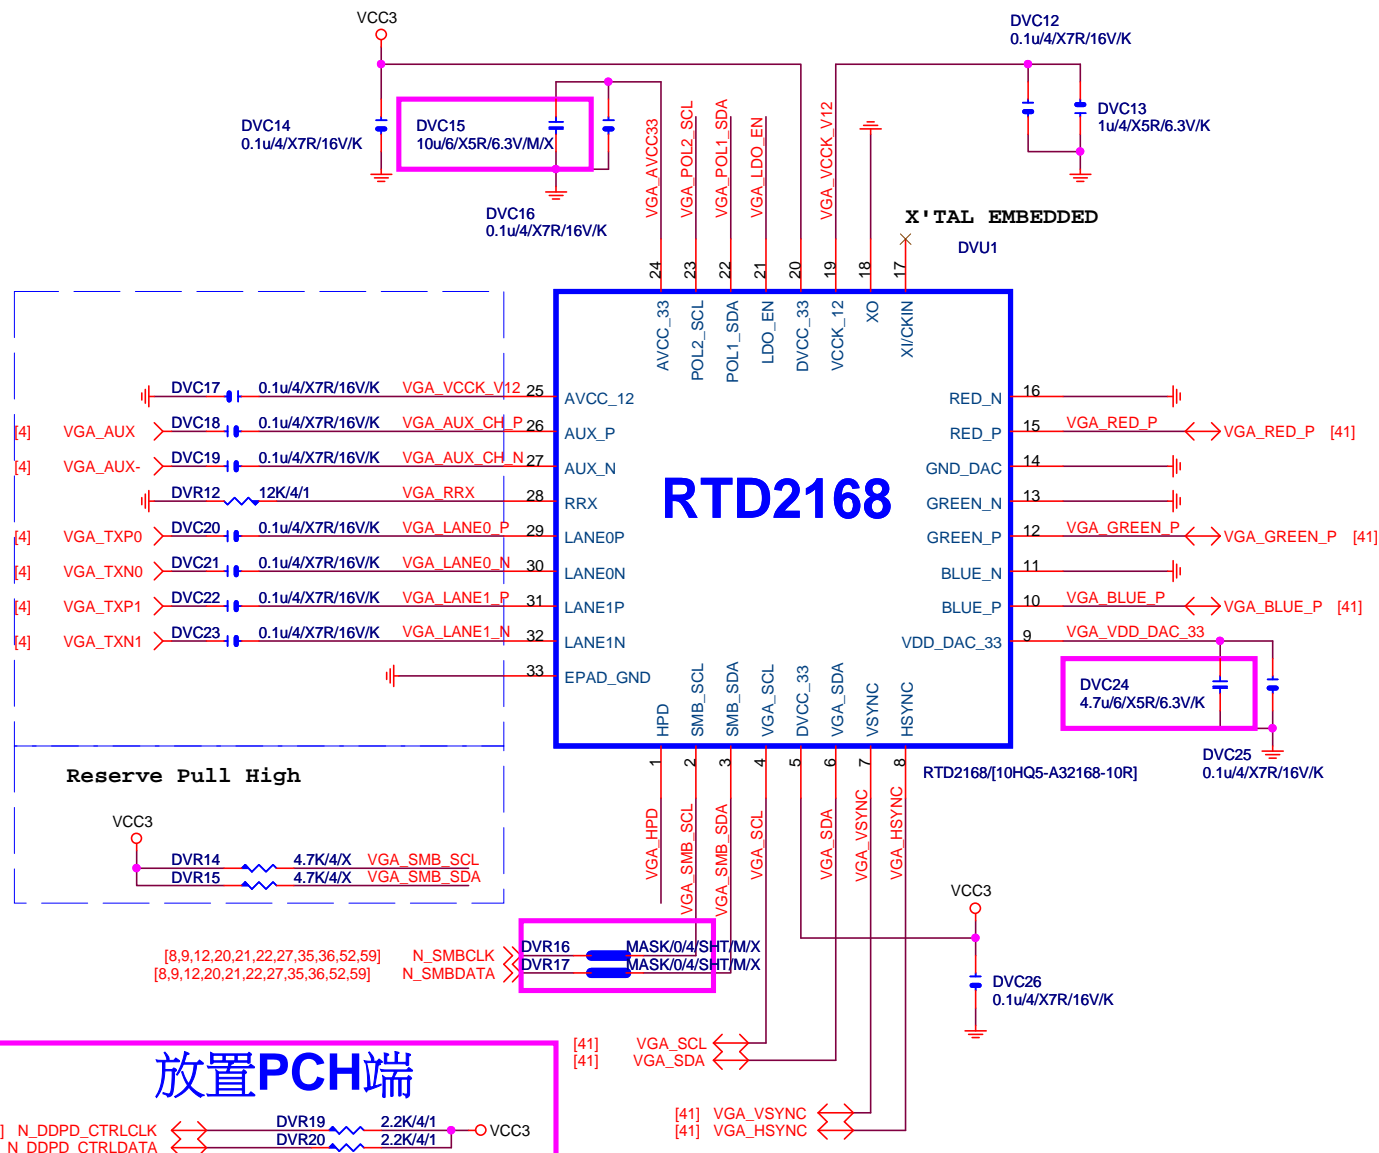 VCC3
DVC12
0.1u/4/X7R/16V/K
DVC14
0.1u/4/X7R/16V/K
DVC15
10u/6/X5R/6.3V/M/X
DVC13
1u/4/X5R/6.3V/K
DVC16
0.1u/4/X7R/16V/K
VGA_AVCC33
VGA_POL2_SCL
VGA_POL1_SDA
VGA_LDO_EN
VGA_VCCK_V12
X'TAL EMBEDDED
DVU1
24
23
22
21
20
19
18
17
AVCC_33
POL2_SCL
POL1_SDA
LDO_EN
DVCC_33
VCCK_12
XO
XI/CKIN
DVC17 0.1u/4/X7R/16V/K VGA_VCCK_V12 25 AVCC_12
[4] VGA_AUX DVC18 0.1u/4/X7R/16V/K VGA_AUX_CH_P 26 AUX_P
[4] VGA_AUX- DVC19 0.1u/4/X7R/16V/K VGA_AUX_CH_N 27 AUX_N
DVR12 12K/4/1 VGA_RRX 28 RRX
[4] VGA_TXP0 DVC20 0.1u/4/X7R/16V/K VGA_LANE0_P 29 LANE0P
[4] VGA_TXN0 DVC21 0.1u/4/X7R/16V/K VGA_LANE0_N 30 LANE0N
[4] VGA_TXP1 DVC22 0.1u/4/X7R/16V/K VGA_LANE1_P 31 LANE1P
[4] VGA_TXN1 DVC23 0.1u/4/X7R/16V/K VGA_LANE1_N 32 LANE1N
33 EPAD_GND
RTD2168
RED_N 16
RED_P 15 VGA_RED_P VGA_RED_P [41]
GND_DAC 14
GREEN_N 13
GREEN_P 12 VGA_GREEN_P VGA_GREEN_P [41]
BLUE_N 11
BLUE_P 10 VGA_BLUE_P VGA_BLUE_P [41]
VDD_DAC_33 9 VGA_VDD_DAC_33
DVC24
4.7u/6/X5R/6.3V/K
DVC25
0.1u/4/X7R/16V/K
HPD
SMB_SCL
SMB_SDA
VGA_SCL
DVCC_33
VGA_SDA
VSYNC
HSYNC
1
2
3
4
5
6
7
8
RTD2168/[10HQ5-A32168-10R]
VGA_HPD
VGA_SMB_SCL
VGA_SMB_SDA
VGA_SCL
VGA_SDA
VGA_VSYNC
VGA_HSYNC
Reserve Pull High
VCC3
DVR14 4.7K/4/X VGA_SMB_SCL
DVR15 4.7K/4/X VGA_SMB_SDA
VCC3
DVC26
0.1u/4/X7R/16V/K
[8,9,12,20,21,22,27,35,36,52,59] N_SMBCLK DVR16 MASK/0/4/SHT/M/X
[8,9,12,20,21,22,27,35,36,52,59] N_SMBDATA DVR17 MASK/0/4/SHT/M/X
[41] VGA_SCL
[41] VGA_SDA
[41] VGA_VSYNC
[41] VGA_HSYNC
放置PCH端
] N_DDPD_CTRLCLK DVR19 2.2K/4/1 VCC3
N_DDPD_CTRLDATA DVR20 2.2K/4/1